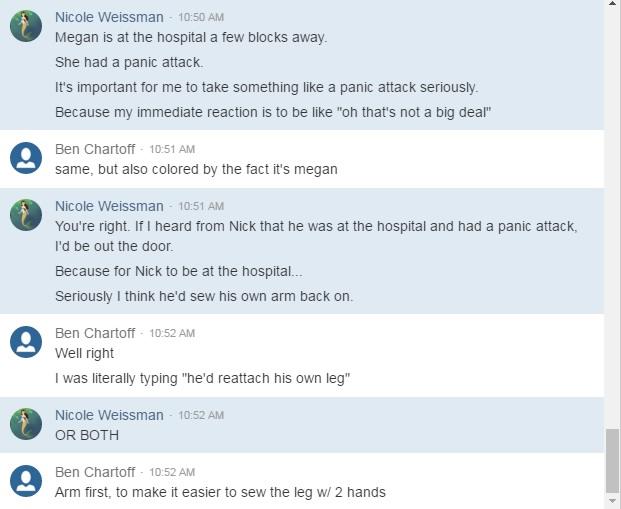 Nicole Weissman · 10:50 AM
Megan is at the hospital a few blocks away.
She had a panic attack.
It's important for me to take something like a panic attack seriously.
Because my immediate reaction is to be like "oh that's not a big deal"
Ben Chartoff · 10:51 AM
same, but also colored by the fact it's megan
Nicole Weissman · 10:51 AM
You're right. If I heard from Nick that he was at the hospital and had a panic attack,
I'd be out the door.
Because for Nick to be at the hospital...
Seriously I think he'd sew his own arm back on.
Ben Chartoff · 10:52 AM
Well right
I was literally typing "he'd reattach his own leg"
Nicole Weissman · 10:52 AM
OR BOTH
Ben Chartoff · 10:52 AM
Arm first, to make it easier to sew the leg w/ 2 hands